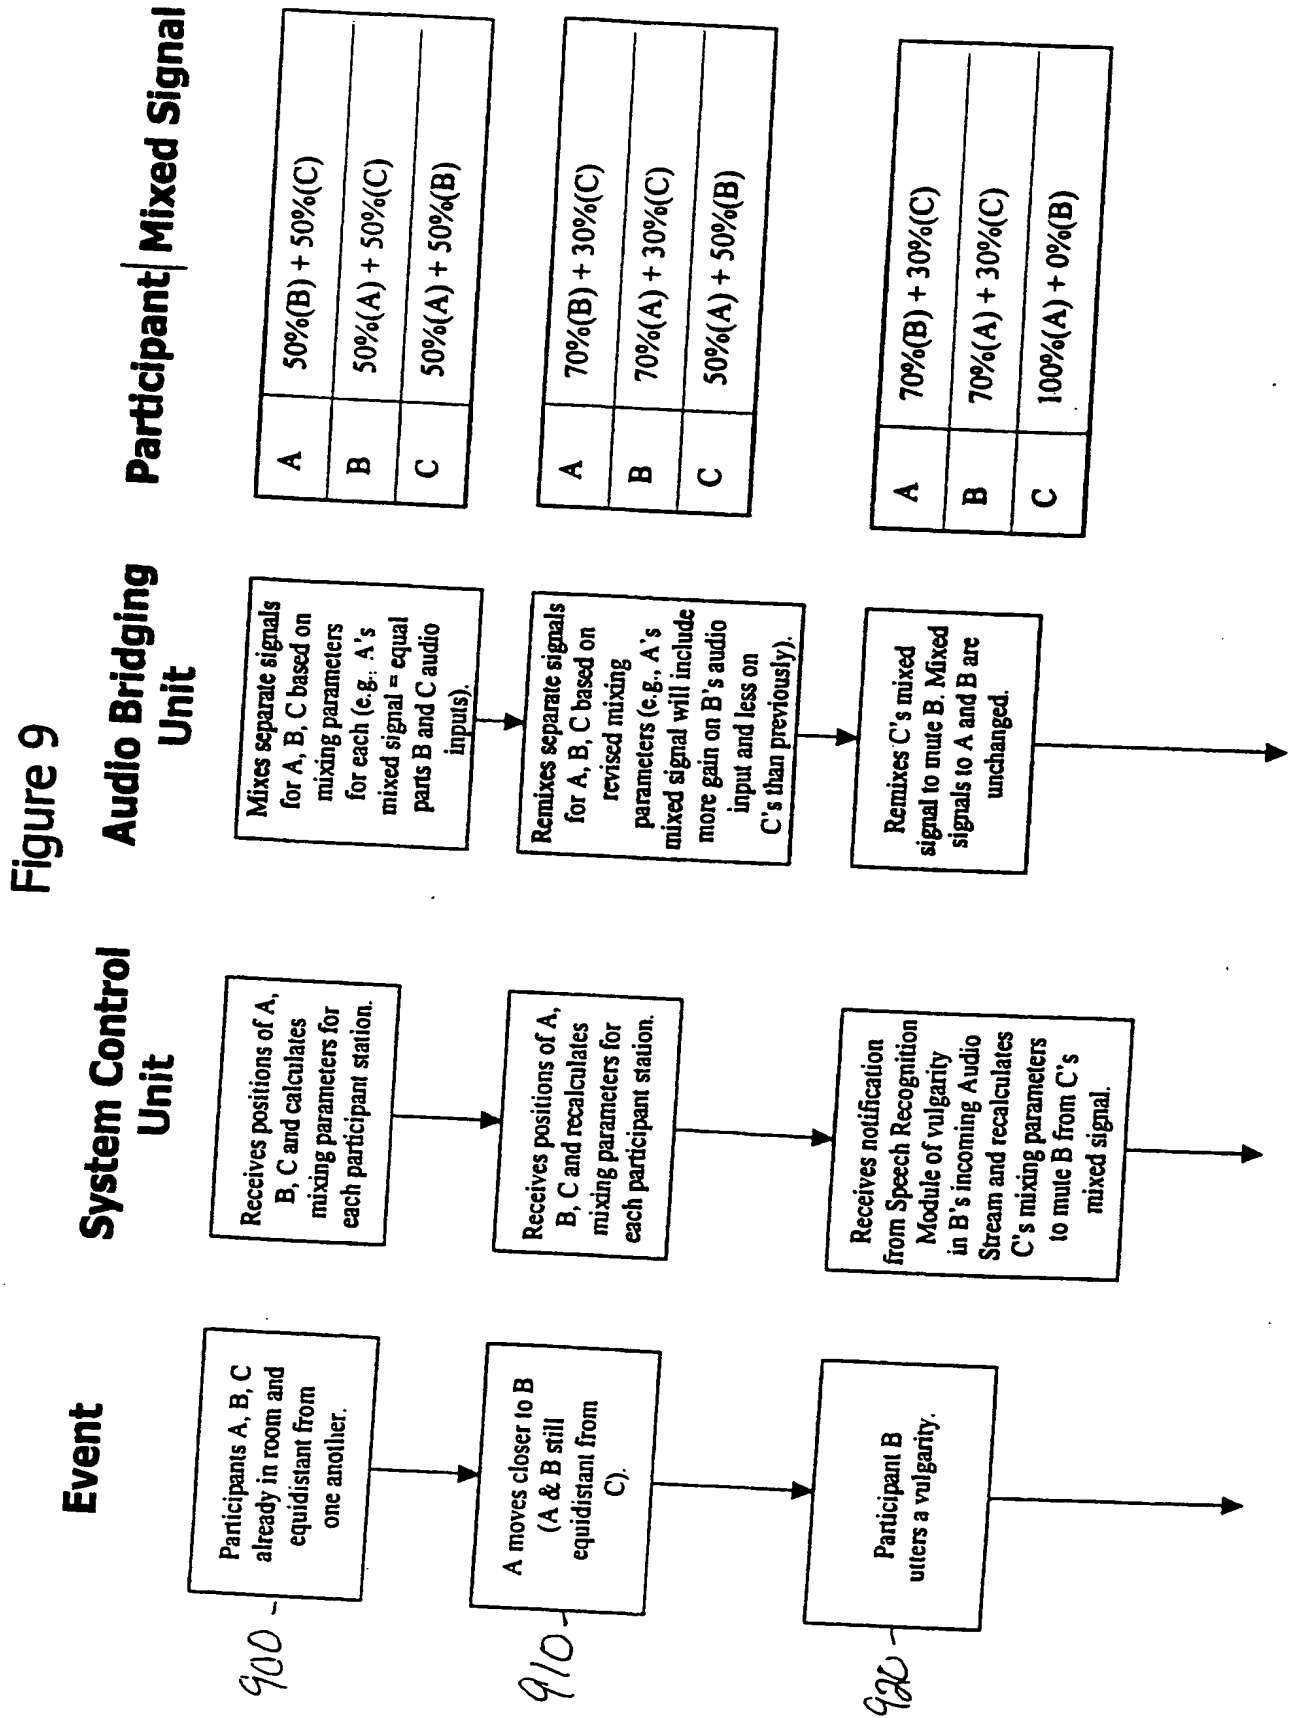 Figure 9
Event
System Control
Unit
Audio Bridging
Unit
Participant | Mixed Signal
900
Participants A, B, C
already in room and
equidistant from
one another.
Receives positions of A,
B, C and calculates
mixing parameters for
each participant station.
Mixes separate signals
for A, B, C based on
mixing parameters
for each (e.g.: A's
mixed signal = equal
parts B and C audio
inputs).
A 50%(B) + 50%(C)
B 50%(A) + 50%(C)
C 50%(A) + 50%(B)
910
A moves closer to B
(A & B still
equidistant from
C).
Receives positions of A,
B, C and recalculates
mixing parameters for
each participant station.
Remixes separate signals
for A, B, C based on
revised mixing
parameters (e.g., A's
mixed signal will include
more gain on B's audio
input and less on
C's than previously).
A 70%(B) + 30%(C)
B 70%(A) + 30%(C)
C 50%(A) + 50%(B)
920
Participant B
utters a vulgarity.
Receives notification
from Speech Recognition
Module of vulgarity
in B's incoming Audio
Stream and recalculates
C's mixing parameters
to mute B from C's
mixed signal.
Remixes C's mixed
signal to mute B. Mixed
signals to A and B are
unchanged.
A 70%(B) + 30%(C)
B 70%(A) + 30%(C)
C 100%(A) + 0%(B)